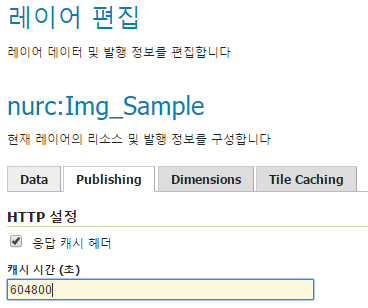 레이어 편집
레이어 데이터 및 발행 정보를 편집합니다
nurc:Img_Sample
현재 레이어의 리소스 및 발행 정보를 구성합니다
Data Publishing Dimensions Tile Caching
HTTP 설정
응답 캐시 헤더
캐시 시간 (초)
604800